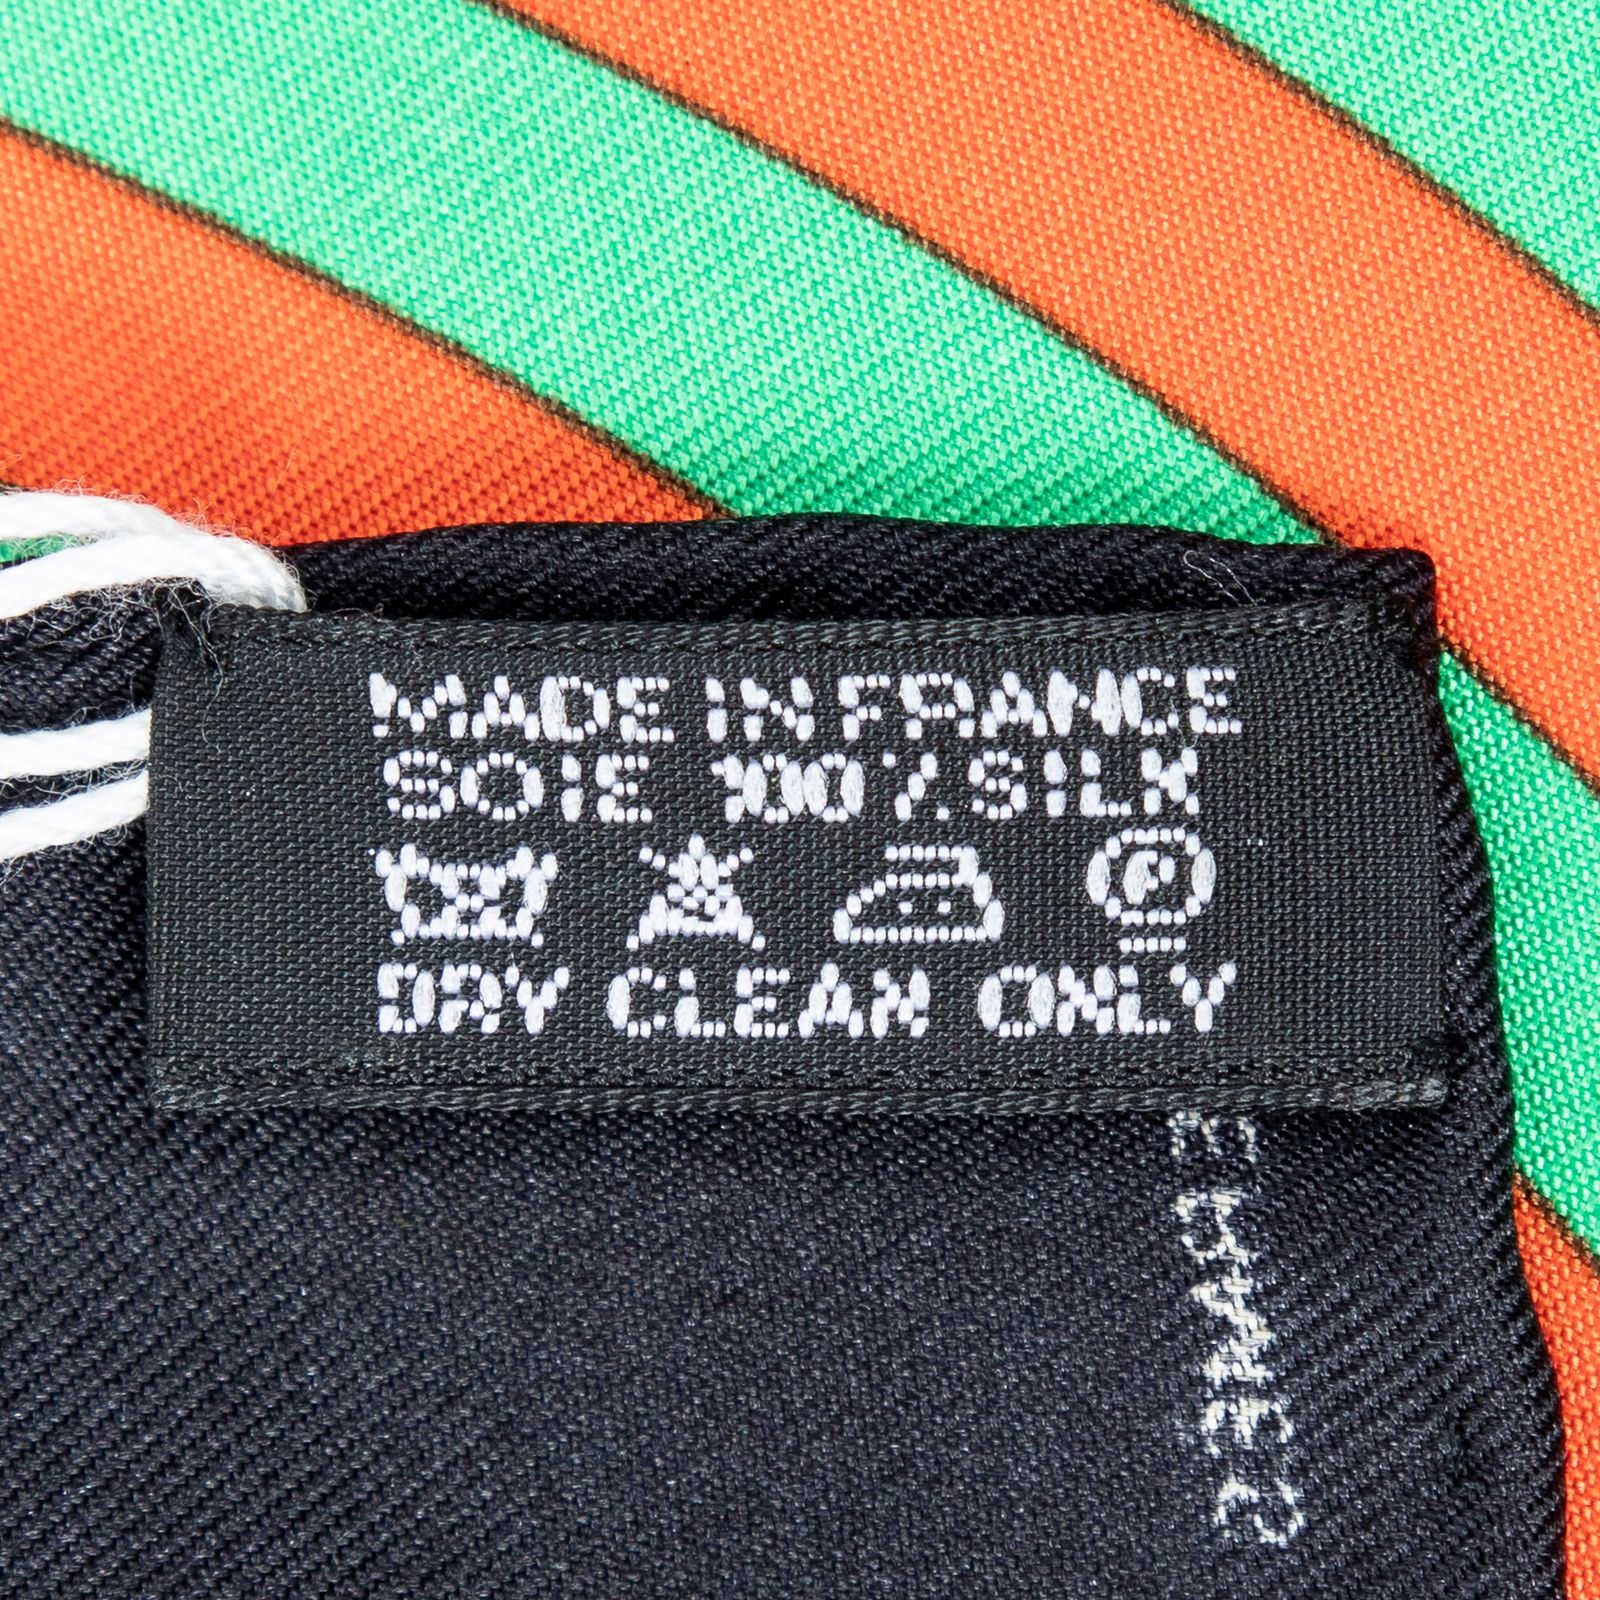 MADE IN FRANCE
SOIE 100% SILK
P
DRY CLEAN ONLY